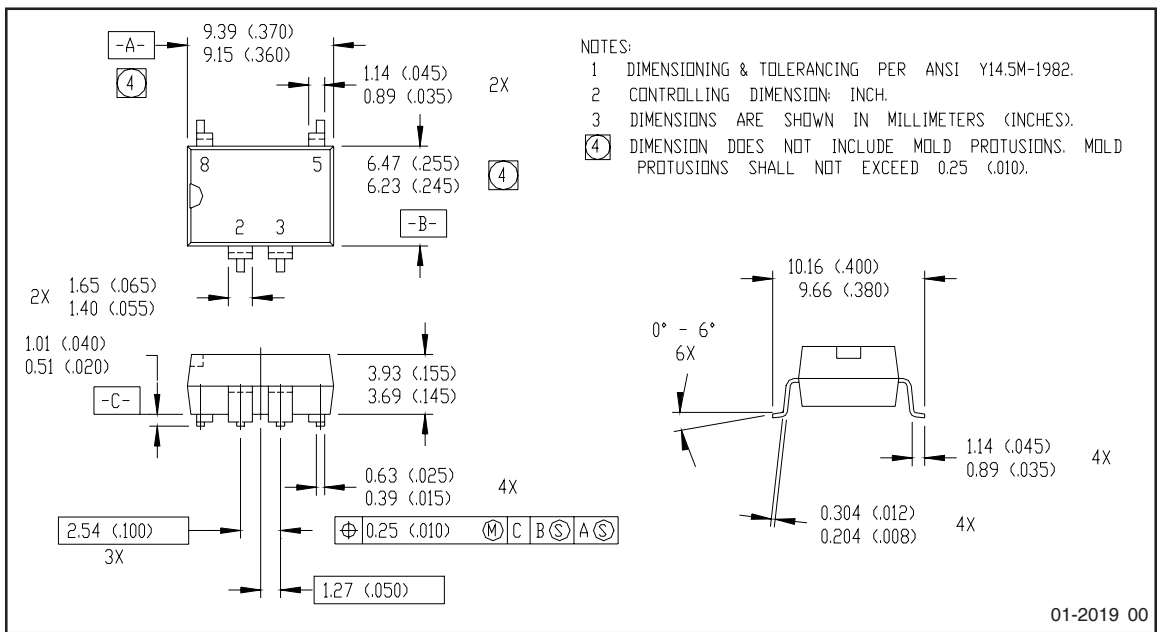 9.39 (.370)
9.15 (.360)
-A-
4
1.14 (.045)
0.89 (.035)
2X
8
5
6.47 (.255)
6.23 (.245)
4
2
3
-B-
2X
1.65 (.065)
1.40 (.055)
1.01 (.040)
0.51 (.020)
-C-
3.93 (.155)
3.69 (.145)
0.63 (.025)
0.39 (.015)
4X
2.54 (.100)
3X
⌖ 0.25 (.010) Ⓜ C B Ⓢ A Ⓢ
1.27 (.050)
NOTES:
1 DIMENSIONING & TOLERANCING PER ANSI Y14.5M-1982.
2 CONTROLLING DIMENSION: INCH.
3 DIMENSIONS ARE SHOWN IN MILLIMETERS (INCHES).
4 DIMENSION DOES NOT INCLUDE MOLD PROTUSIONS. MOLD
PROTUSIONS SHALL NOT EXCEED 0.25 (.010).
10.16 (.400)
9.66 (.380)
0° - 6°
6X
1.14 (.045)
0.89 (.035)
4X
0.304 (.012)
0.204 (.008)
4X
01-2019 00